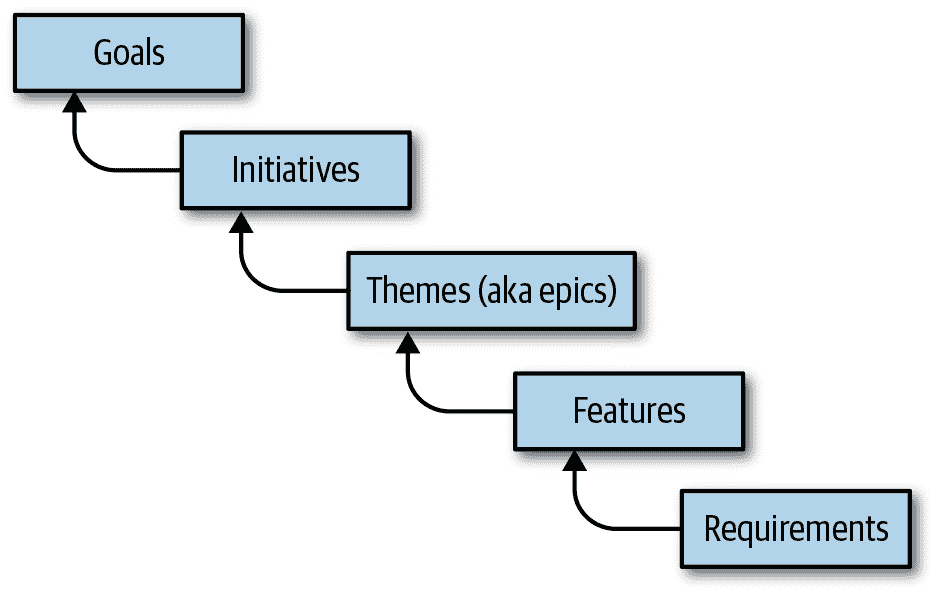 Goals
Initiatives
Themes (aka epics)
Features
Requirements